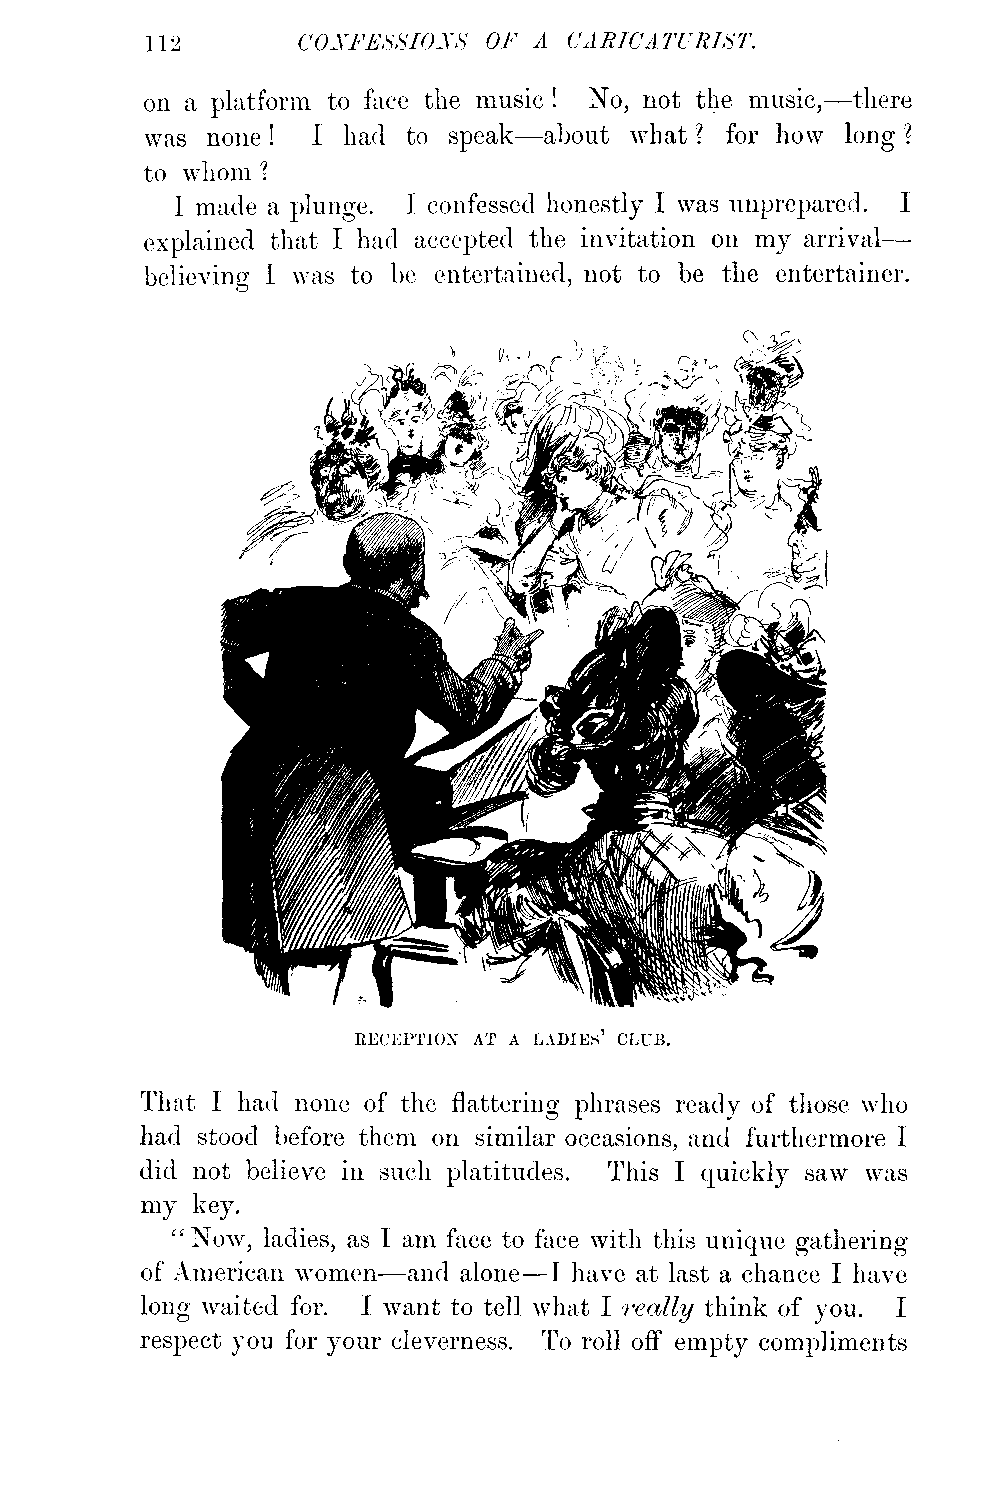 112 CONFESSIONS OF A CARICATURIST.
on a platform to face the music! No, not the music,—there
was none! I had to speak—about what? for how long?
to whom?
I made a plunge. I confessed honestly I was unprepared. I
explained that I had accepted the invitation on my arrival—
believing I was to be entertained, not to be the entertainer.
RECEPTION AT A LADIES' CLUB.
That I had none of the flattering phrases ready of those who
had stood before them on similar occasions, and furthermore I
did not believe in such platitudes. This I quickly saw was
my key.
"Now, ladies, as I am face to face with this unique gathering
of American women—and alone—I have at last a chance I have
long waited for. I want to tell what I really think of you. I
respect you for your cleverness. To roll off empty compliments